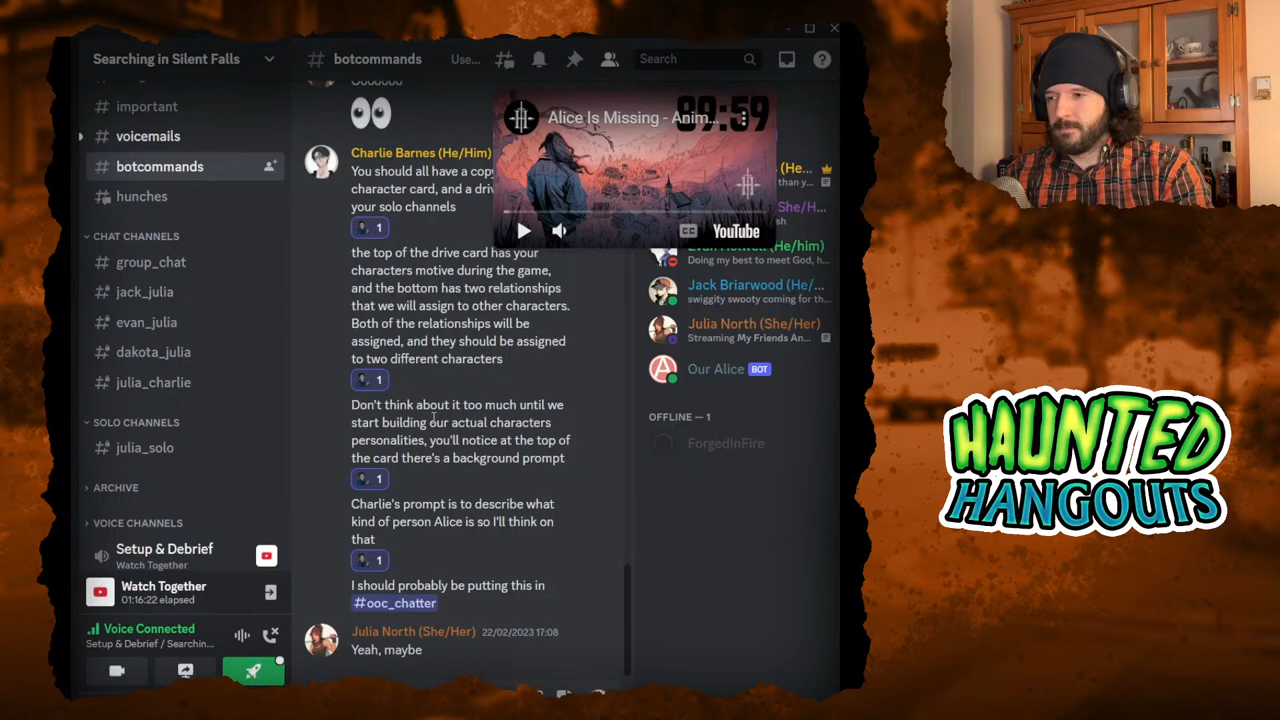 Searching in Silent Falls
important
voicemails
botcommands
hunches
CHAT CHANNELS
group_chat
jack_julia
evan_julia
dakota_julia
julia_charlie
SOLO CHANNELS
julia_solo
ARCHIVE
VOICE CHANNELS
Setup & Debrief
Watch Together
Watch Together
01:16:22 elapsed
Voice Connected
Setup & Debrief / Searchin...
botcommands
Use...
Search
Charlie Barnes (He/Him)
You should all have a copy
character card, and a driv
your solo channels
1
the top of the drive card has your
characters motive during the game,
and the bottom has two relationships
that we will assign to other characters.
Both of the relationships will be
assigned, and they should be assigned
to two different characters
1
Don't think about it too much until we
start building our actual characters
personalities, you'll notice at the top of
the card there's a background prompt
1
Charlie's prompt is to describe what
kind of person Alice is so I'll think on
that
1
I should probably be putting this in
#ooc_chatter
Julia North (She/Her) 22/02/2023 17:08
Yeah, maybe
Alice Is Missing - Anim...
89:59
CC
YouTube
(He...
than y...
She/H...
sh
Evan Holwell (He/him)
Doing my best to meet God, h...
Jack Briarwood (He/...
swiggity swooty coming for th...
Julia North (She/Her)
Streaming My Friends An...
Our Alice BOT
OFFLINE — 1
ForgedInFire
HAUNTED
HANGOUTS